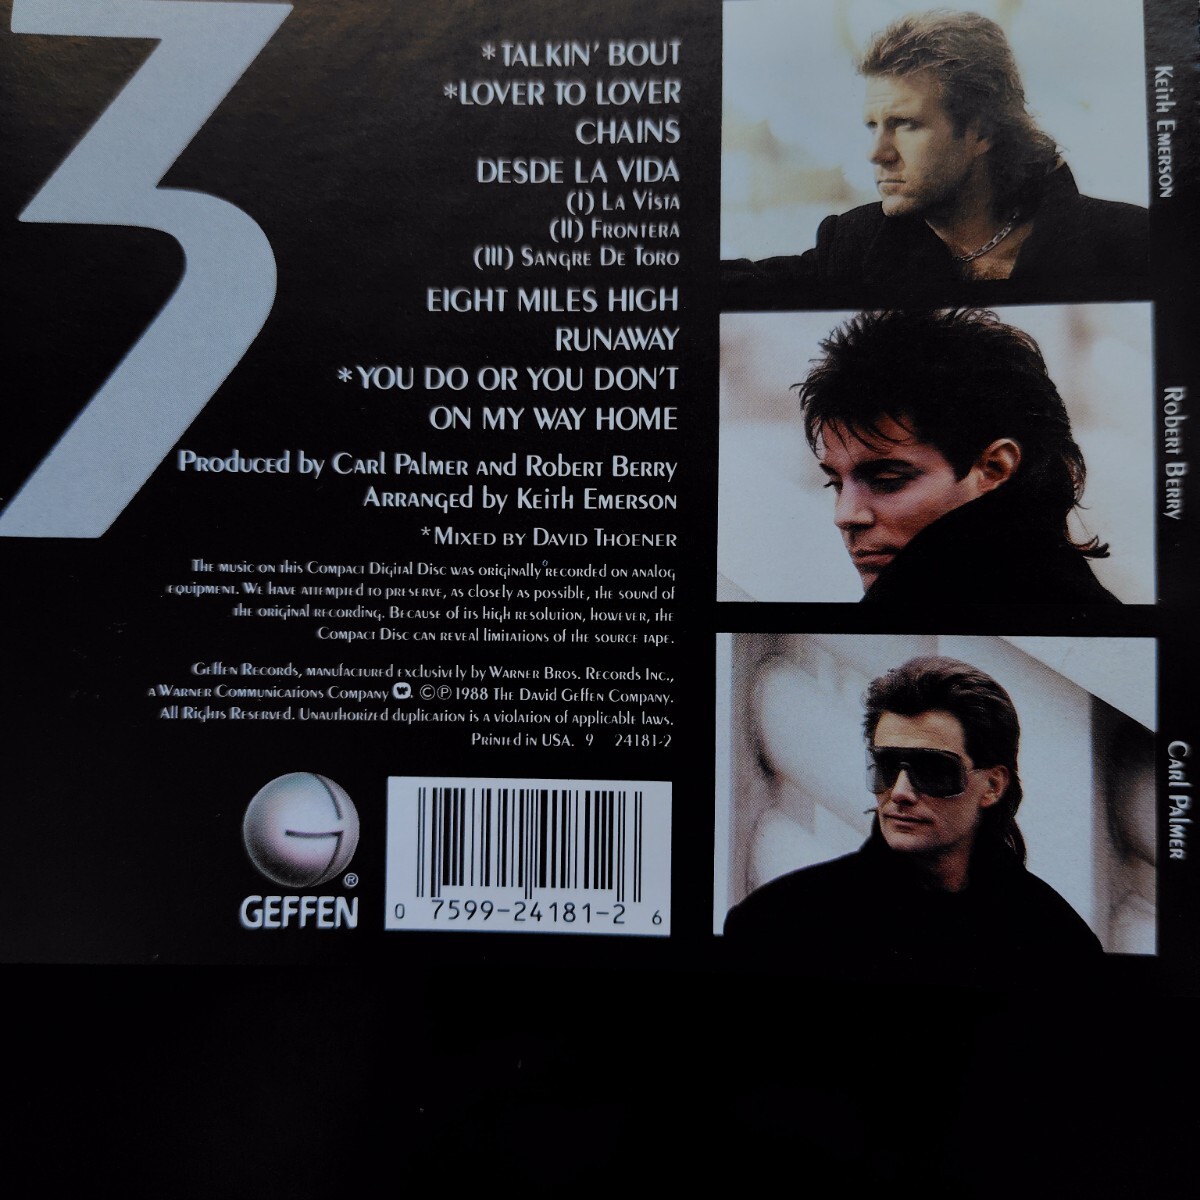 3
*TALKIN' BOUT
*LOVER TO LOVER
CHAINS
DESDE LA VIDA
(I) LA VISTA
(II) FRONTERA
(III) SANGRE DE TORO
EIGHT MILES HIGH
RUNAWAY
*YOU DO OR YOU DON'T
ON MY WAY HOME
PRODUCED by CARL PALMER AND ROBERT BERRY
ARRANGED by KEITH EMERSON
*MIXED BY DAVID THOENER
THE MUSIC ON THIS COMPACT DIGITAL DISC WAS ORIGINALLY RECORDED ON ANALOG
EQUIPMENT. WE HAVE ATTEMPTED TO PRESERVE, AS CLOSELY AS POSSIBLE, THE SOUND OF
THE ORIGINAL RECORDING. BECAUSE OF ITS HIGH RESOLUTION, HOWEVER, THE
COMPACT DISC CAN REVEAL LIMITATIONS OF THE SOURCE TAPE.
GEFFEN RECORDS, MANUFACTURED EXCLUSIVELY by WARNER BROS. RECORDS INC.,
A WARNER COMMUNICATIONS COMPANY W. ©℗ 1988 THE DAVID GEFFEN COMPANY.
ALL RIGHTS RESERVED. UNAUTHORIZED DUPLICATION IS A VIOLATION OF APPLICABLE LAWS.
PRINTED IN USA. 9 24181-2
®
GEFFEN
0 7599-24181-2 6
KEITH EMERSON
ROBERT BERRY
CARL PALMER